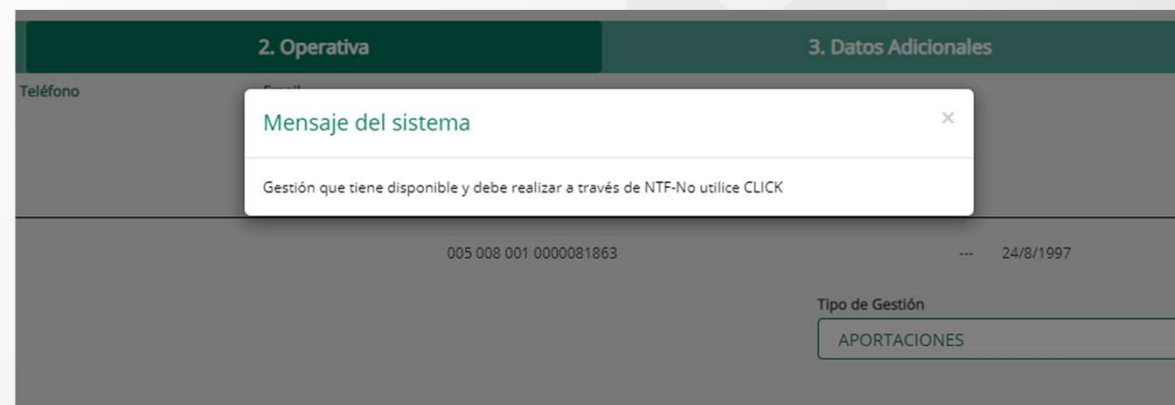 2. Operativa
3. Datos Adicionales
Teléfono
Email
Mensaje del sistema
×
Gestión que tiene disponible y debe realizar a través de NTF-No utilice CLICK
005 008 001 0000081863
--- 24/8/1997
Tipo de Gestión
APORTACIONES